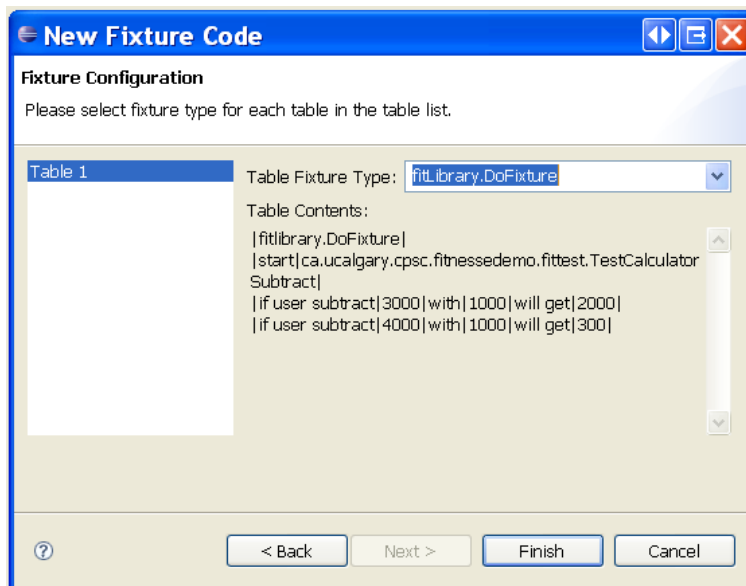 New Fixture Code
Fixture Configuration
Please select fixture type for each table in the table list.
Table 1
Table Fixture Type: fitLibrary.DoFixture
Table Contents:
|fitlibrary.DoFixture|
|start|ca.ucalgary.cpsc.fitnessedemo.fittest.TestCalculator
Subtract|
|if user subtract|3000|with|1000|will get|2000|
|if user subtract|4000|with|1000|will get|300|
?
< Back Next > Finish Cancel